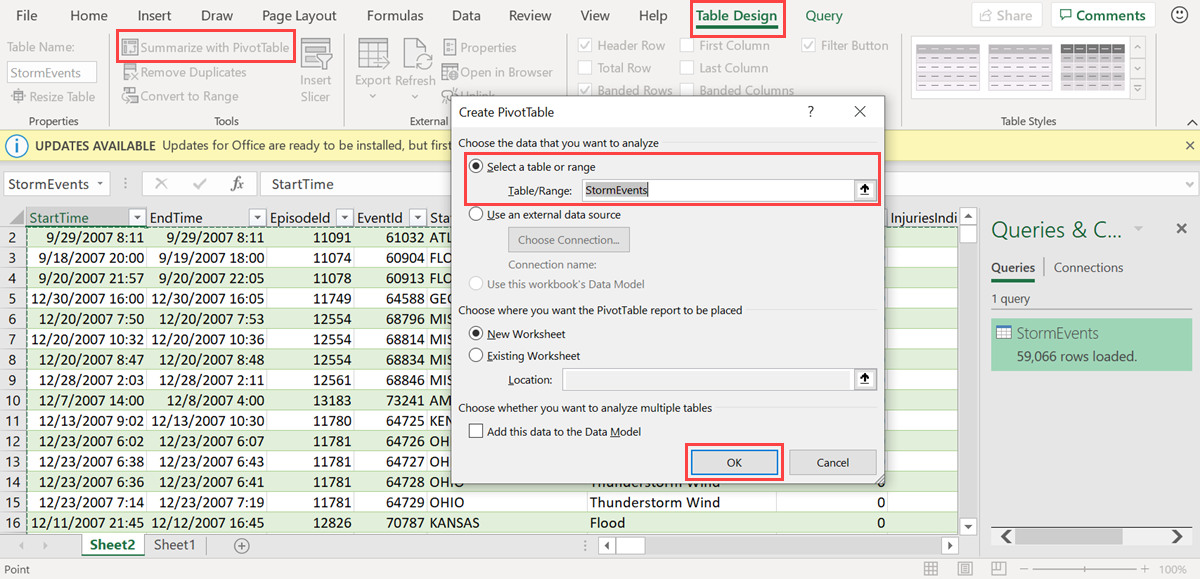 File Home Insert Draw Page Layout Formulas Data Review View Help Table Design Query Share Comments
Table Name:
StormEvents
Resize Table
Properties
Summarize with PivotTable
Remove Duplicates
Convert to Range
Tools
Insert
Slicer
Export Refresh
Properties
Open in Browser
Unlink
External
Header Row First Column Filter Button
Total Row Last Column
Banded Rows Banded Columns
Table Styles
UPDATES AVAILABLE Updates for Office are ready to be installed, but first
StormEvents fx StartTime
StartTime EndTime EpisodeId EventId Sta InjuriesIndi
2 9/29/2007 8:11 9/29/2007 8:11 11091 61032 ATL
3 9/18/2007 20:00 9/19/2007 18:00 11074 60904 FLO
4 9/20/2007 21:57 9/20/2007 22:05 11078 60913 FLO
5 12/30/2007 16:00 12/30/2007 16:05 11749 64588 GEO
6 12/20/2007 7:50 12/20/2007 7:53 12554 68796 MIS
7 12/20/2007 10:32 12/20/2007 10:36 12554 68814 MIS
8 12/20/2007 8:47 12/20/2007 8:48 12554 68834 MIS
9 12/28/2007 2:03 12/28/2007 2:11 12561 68846 MIS
10 12/7/2007 14:00 12/8/2007 4:00 13183 73241 AM
11 12/13/2007 9:02 12/13/2007 10:30 11780 64725 KEN
12 12/23/2007 6:02 12/23/2007 6:07 11781 64726 OH
13 12/23/2007 6:38 12/23/2007 6:43 11781 64727 OH
14 12/23/2007 6:36 12/23/2007 6:41 11781 64728 OHIO Thunderstorm Wind 0
15 12/23/2007 7:14 12/23/2007 7:19 11781 64729 OHIO Thunderstorm Wind 0
16 12/11/2007 21:45 12/12/2007 16:45 12826 70787 KANSAS Flood 0
Create PivotTable ?
Choose the data that you want to analyze
Select a table or range
Table/Range: StormEvents
Use an external data source
Choose Connection...
Connection name:
Use this workbook's Data Model
Choose where you want the PivotTable report to be placed
New Worksheet
Existing Worksheet
Location:
Choose whether you want to analyze multiple tables
Add this data to the Data Model
OK Cancel
Queries & C...
Queries Connections
1 query
StormEvents
59,066 rows loaded.
Sheet2 Sheet1
Point 100%